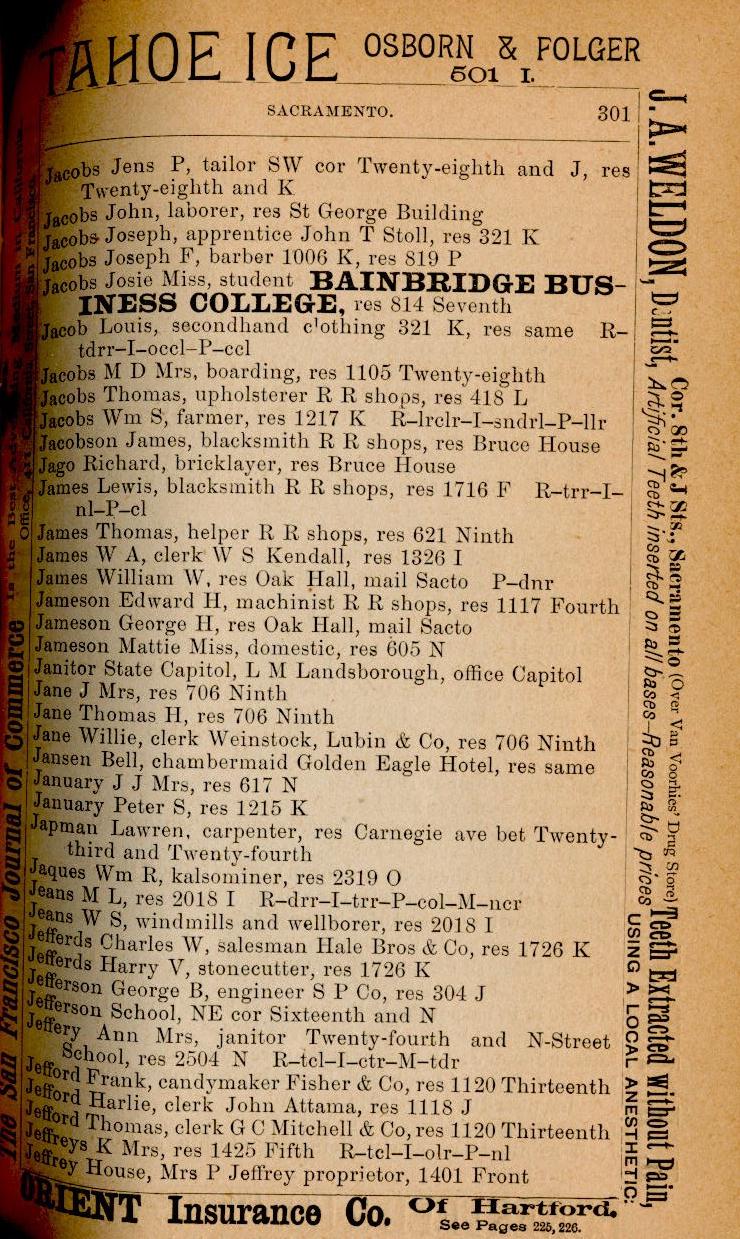 TAHOE ICE OSBORN & FOLGER
501 I.
SACRAMENTO. 301
Jacobs Jens P, tailor SW cor Twenty-eighth and J, res
Twenty-eighth and K
Jacobs John, laborer, res St George Building
Jacobs Joseph, apprentice John T Stoll, res 321 K
Jacobs Joseph F, barber 1006 K, res 819 P
Jacobs Josie Miss, student BAINBRIDGE BUS-
INESS COLLEGE, res 814 Seventh
Jacob Louis, secondhand clothing 321 K, res same R-
tdrr-I-occl-P-ccl
Jacobs M D Mrs, boarding, res 1105 Twenty-eighth
Jacobs Thomas, upholsterer R R shops, res 418 L
Jacobs Wm S, farmer, res 1217 K R-lrclr-I-sndrl-P-llr
Jacobson James, blacksmith R R shops, res Bruce House
Jago Richard, bricklayer, res Bruce House
James Lewis, blacksmith R R shops, res 1716 F R-trr-I-
nl-P-cl
James Thomas, helper R R shops, res 621 Ninth
James W A, clerk W S Kendall, res 1326 I
James William W, res Oak Hall, mail Sacto P-dnr
Jameson Edward H, machinist R R shops, res 1117 Fourth
Jameson George H, res Oak Hall, mail Sacto
Jameson Mattie Miss, domestic, res 605 N
Janitor State Capitol, L M Landsborough, office Capitol
Jane J Mrs, res 706 Ninth
Jane Thomas H, res 706 Ninth
Jane Willie, clerk Weinstock, Lubin & Co, res 706 Ninth
Jansen Bell, chambermaid Golden Eagle Hotel, res same
January J J Mrs, res 617 N
January Peter S, res 1215 K
Japman Lawren, carpenter, res Carnegie ave bet Twenty-
third and Twenty-fourth
Jaques Wm R, kalsominer, res 2319 O
Jeans M L, res 2018 I R-drr-I-trr-P-col-M-ncr
Jeans W S, windmills and wellborer, res 2018 I
Jefferds Charles W, salesman Hale Bros & Co, res 1726 K
Jefferds Harry V, stonecutter, res 1726 K
Jefferson George B, engineer S P Co, res 304 J
Jefferson School, NE cor Sixteenth and N
Jeffery Ann Mrs, janitor Twenty-fourth and N-Street
School, res 2504 N R-tcl-I-ctr-M-tdr
Jefford Frank, candymaker Fisher & Co, res 1120 Thirteenth
Jefford Harlie, clerk John Attama, res 1118 J
Jefford Thomas, clerk G C Mitchell & Co, res 1120 Thirteenth
Jeffreys K Mrs, res 1425 Fifth R-tcl-I-olr-P-nl
Jeffrey House, Mrs P Jeffrey proprietor, 1401 Front
ORIENT Insurance Co. Of Hartford.
See Pages 225, 226.
J. A. WELDON, Dentist, Cor. 8th & J Sts., Sacramento (Over Van Voorhies' Drug Store)
Artificial Teeth inserted on all bases—Reasonable prices
Teeth Extracted Without Pain,
USING A LOCAL ANESTHETIC.
The San Francisco Journal of Commerce Is the Best
Office,